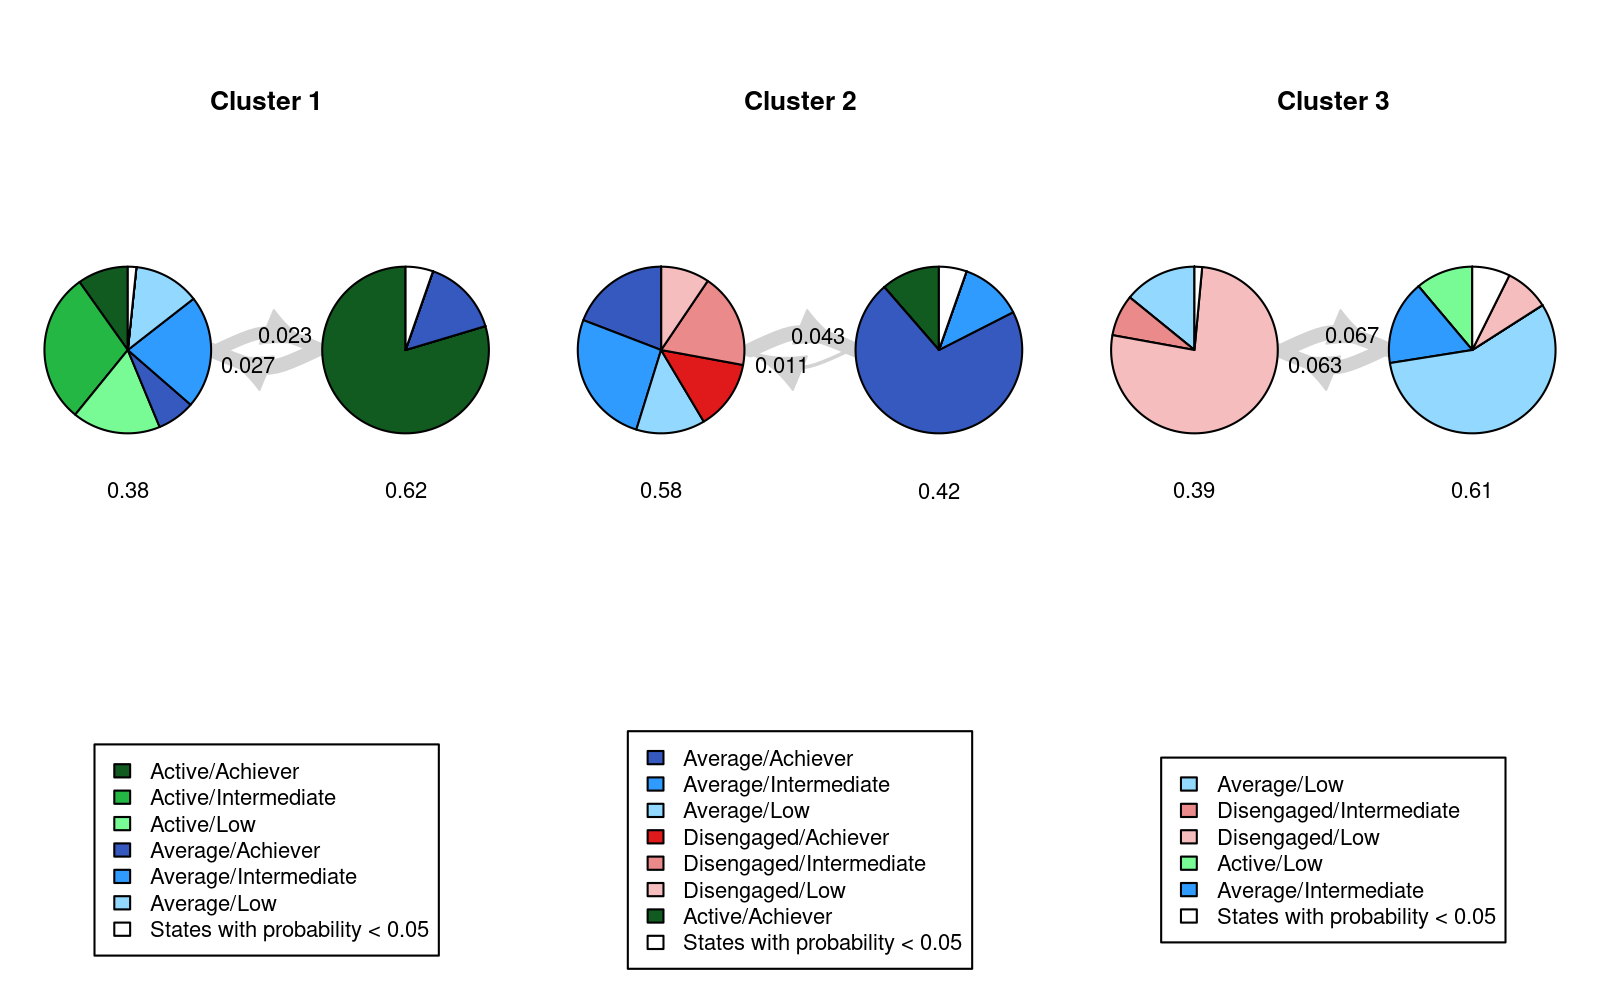 Cluster 1
Cluster 2
Cluster 3
0.023
0.027
0.043
0.011
0.067
0.063
0.38
0.62
0.58
0.42
0.39
0.61
Active/Achiever
Active/Intermediate
Active/Low
Average/Achiever
Average/Intermediate
Average/Low
States with probability < 0.05
Average/Achiever
Average/Intermediate
Average/Low
Disengaged/Achiever
Disengaged/Intermediate
Disengaged/Low
Active/Achiever
States with probability < 0.05
Average/Low
Disengaged/Intermediate
Disengaged/Low
Active/Low
Average/Intermediate
States with probability < 0.05